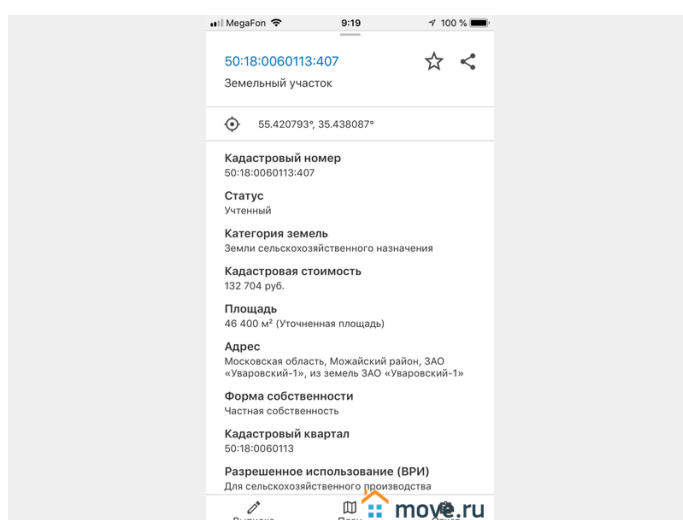 MegaFon 9:19 100 %
50:18:0060113:407
Земельный участок
55.420793°, 35.438087°
Кадастровый номер
50:18:0060113:407
Статус
Учтенный
Категория земель
Земли сельскохозяйственного назначения
Кадастровая стоимость
132 704 руб.
Площадь
46 400 м² (Уточненная площадь)
Адрес
Московская область, Можайский район, ЗАО
«Уваровский-1», из земель ЗАО «Уваровский-1»
Форма собственности
Частная собственность
Кадастровый квартал
50:18:0060113
Разрешенное использование (ВРИ)
Для сельскохозяйственного производства
move.ru